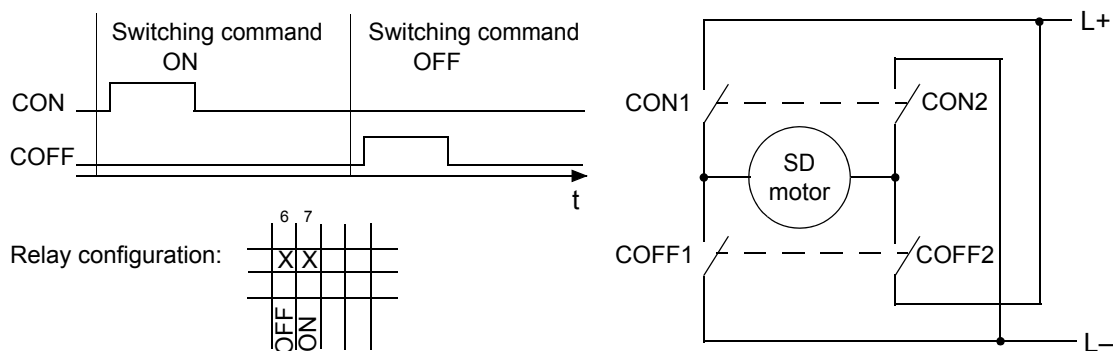 Switching command
ON
Switching command
OFF
CON
COFF
t
Relay configuration:
6 7
X X
OFF
ON
L+
CON1
CON2
SD
motor
COFF1
COFF2
L–